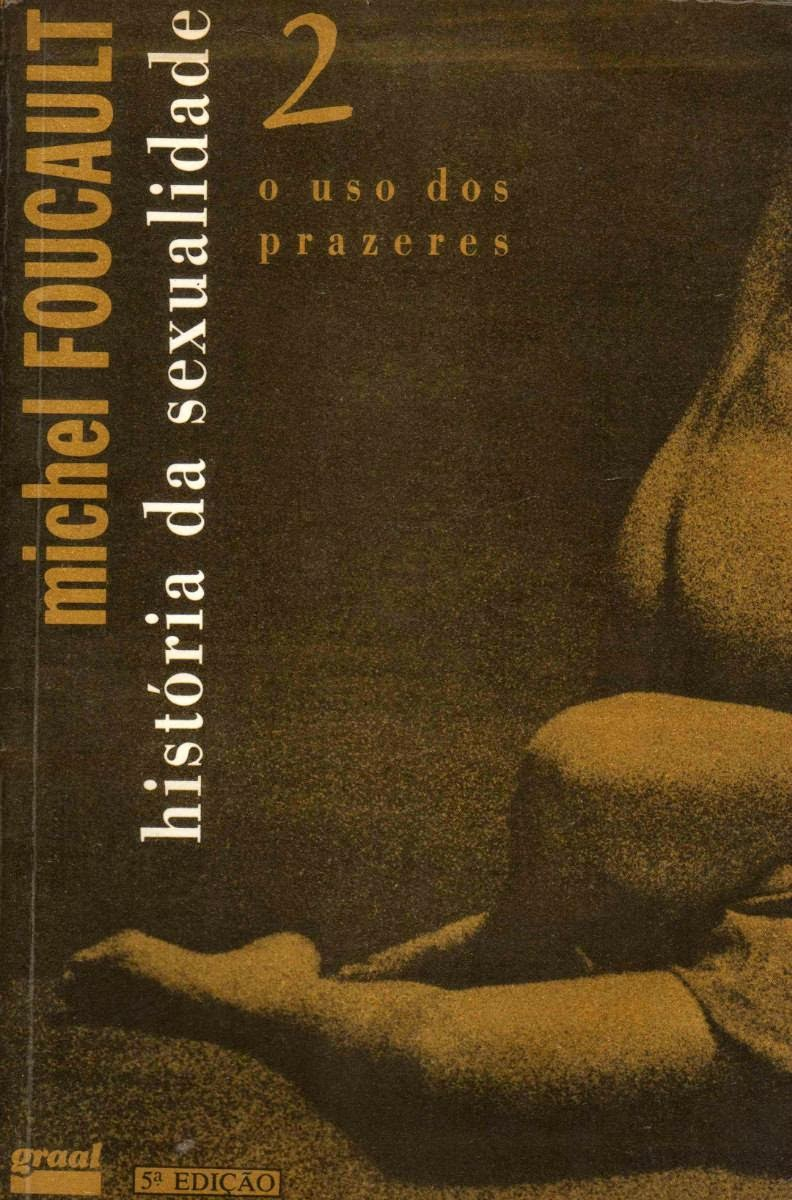 michel FOUCAULT
história da sexualidade
2
o uso dos
prazeres
graal
5ª EDIÇÃO